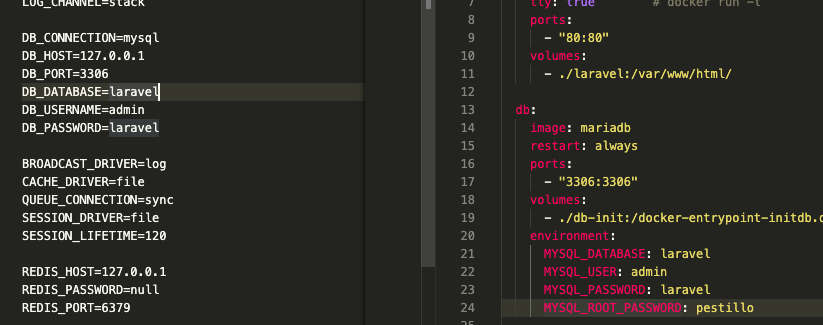 LOG_CHANNEL=stack
DB_CONNECTION=mysql
DB_HOST=127.0.0.1
DB_PORT=3306
DB_DATABASE=laravel
DB_USERNAME=admin
DB_PASSWORD=laravel
BROADCAST_DRIVER=log
CACHE_DRIVER=file
QUEUE_CONNECTION=sync
SESSION_DRIVER=file
SESSION_LIFETIME=120
REDIS_HOST=127.0.0.1
REDIS_PASSWORD=null
REDIS_PORT=6379
7 tty: true # docker run -t
8 ports:
9 - "80:80"
10 volumes:
11 - ./laravel:/var/www/html/
12
13 db:
14 image: mariadb
15 restart: always
16 ports:
17 - "3306:3306"
18 volumes:
19 - ./db-init:/docker-entrypoint-initdb.
20 environment:
21 MYSQL_DATABASE: laravel
22 MYSQL_USER: admin
23 MYSQL_PASSWORD: laravel
24 MYSQL_ROOT_PASSWORD: pestillo
25